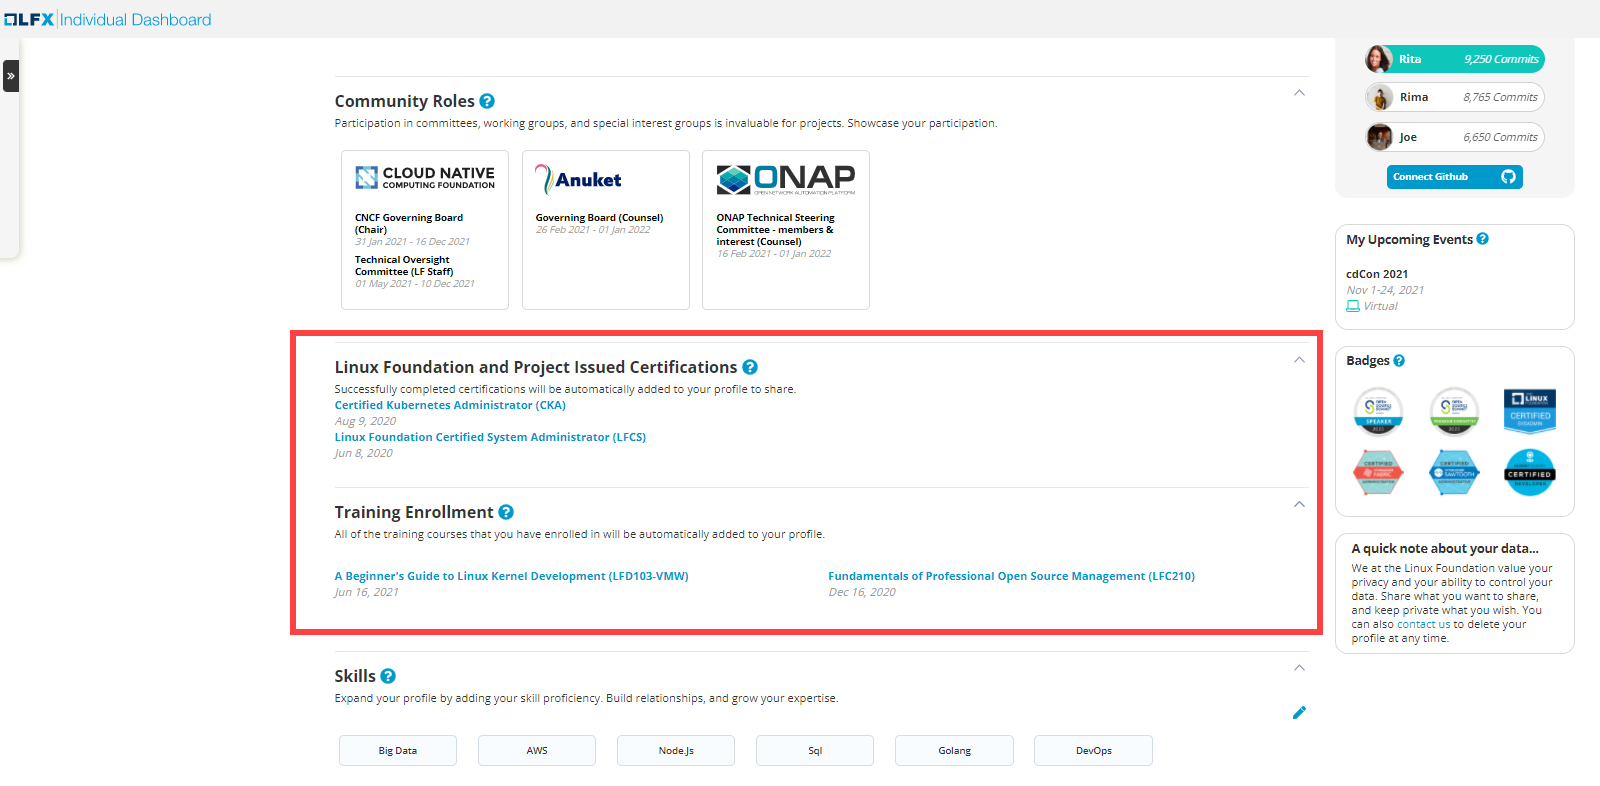 LFX Individual Dashboard
»
Community Roles ?
Participation in committees, working groups, and special interest groups is invaluable for projects. Showcase your participation.
CLOUD NATIVE
COMPUTING FOUNDATION
CNCF Governing Board
(Chair)
31 Jan 2021 - 16 Dec 2021
Technical Oversight
Committee (LF Staff)
01 May 2021 - 10 Dec 2021
Anuket
Governing Board (Counsel)
26 Feb 2021 - 01 Jan 2022
ONAP
OPEN NETWORK AUTOMATION PLATFORM
ONAP Technical Steering
Committee - members &
interest (Counsel)
16 Feb 2021 - 01 Jan 2022
Linux Foundation and Project Issued Certifications ?
Successfully completed certifications will be automatically added to your profile to share.
Certified Kubernetes Administrator (CKA)
Aug 9, 2020
Linux Foundation Certified System Administrator (LFCS)
Jun 8, 2020
Training Enrollment ?
All of the training courses that you have enrolled in will be automatically added to your profile.
A Beginner's Guide to Linux Kernel Development (LFD103-VMW)
Jun 16, 2021
Fundamentals of Professional Open Source Management (LFC210)
Dec 16, 2020
Skills ?
Expand your profile by adding your skill proficiency. Build relationships, and grow your expertise.
Big Data
AWS
Node.Js
Sql
Golang
DevOps
Rita 9,250 Commits
Rima 8,765 Commits
Joe 6,650 Commits
Connect Github
My Upcoming Events ?
cdCon 2021
Nov 1-24, 2021
Virtual
Badges ?
OPEN
SOURCE
SUMMIT
SPEAKER
2021
OPEN
SOURCE
SUMMIT
2021
LINUX
FOUNDATION
CERTIFIED
SYSADMIN
CERTIFIED
FABRIC
CERTIFIED
SAWTOOTH
CERTIFIED
DEVELOPER
A quick note about your data...
We at the Linux Foundation value your
privacy and your ability to control your
data. Share what you want to share,
and keep private what you wish. You
can also contact us to delete your
profile at any time.